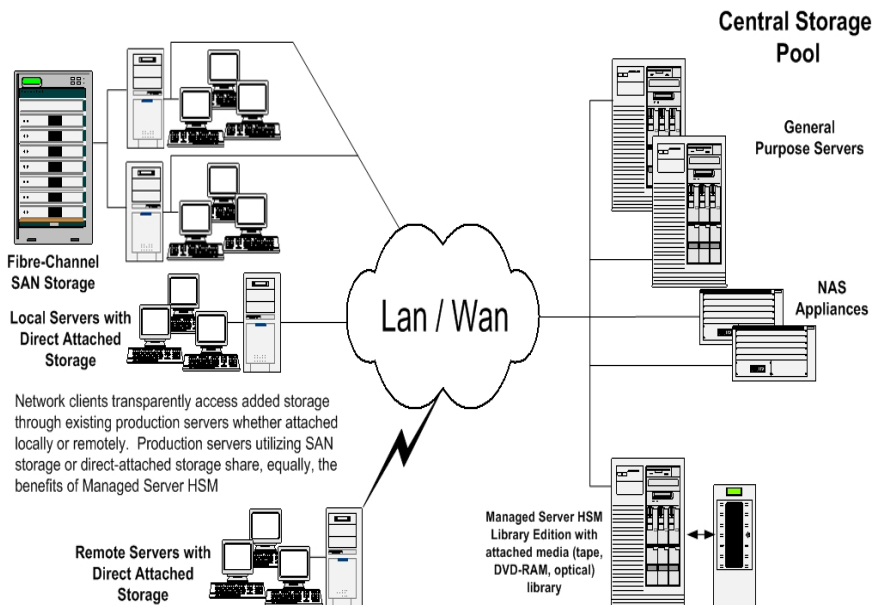 Central Storage
Pool
General
Purpose Servers
Fibre-Channel
SAN Storage
NAS
Appliances
Local Servers with
Direct Attached
Storage
Lan / Wan
Network clients transparently access added storage
through existing production servers whether attached
locally or remotely. Production servers utilizing SAN
storage or direct-attached storage share, equally, the
benefits of Managed Server HSM
Managed Server HSM
Library Edition with
attached media (tape,
DVD-RAM, optical)
library
Remote Servers with
Direct Attached
Storage